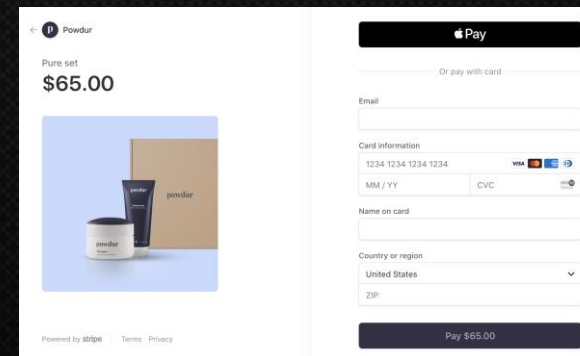 Powdur
Pure set
$65.00
powdur
powdur
powdur
Powered by stripe | Terms Privacy
Pay
Or pay with card
Email
Card information
1234 1234 1234 1234 VISA
MM / YY CVC
Name on card
Country or region
United States
ZIP
Pay $65.00